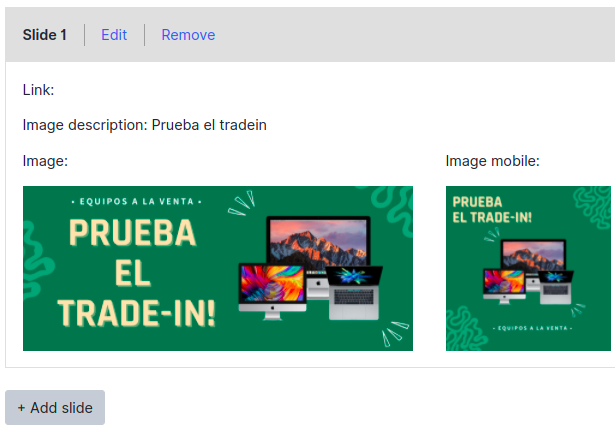 Slide 1 Edit Remove
Link:
Image description: Prueba el tradein
Image: Image mobile:
• EQUIPOS A LA VENTA •
PRUEBA
EL
TRADE-IN!
PRUEBA
EL TRADE-IN!
• EQUIPOS A LA VENTA •
+ Add slide